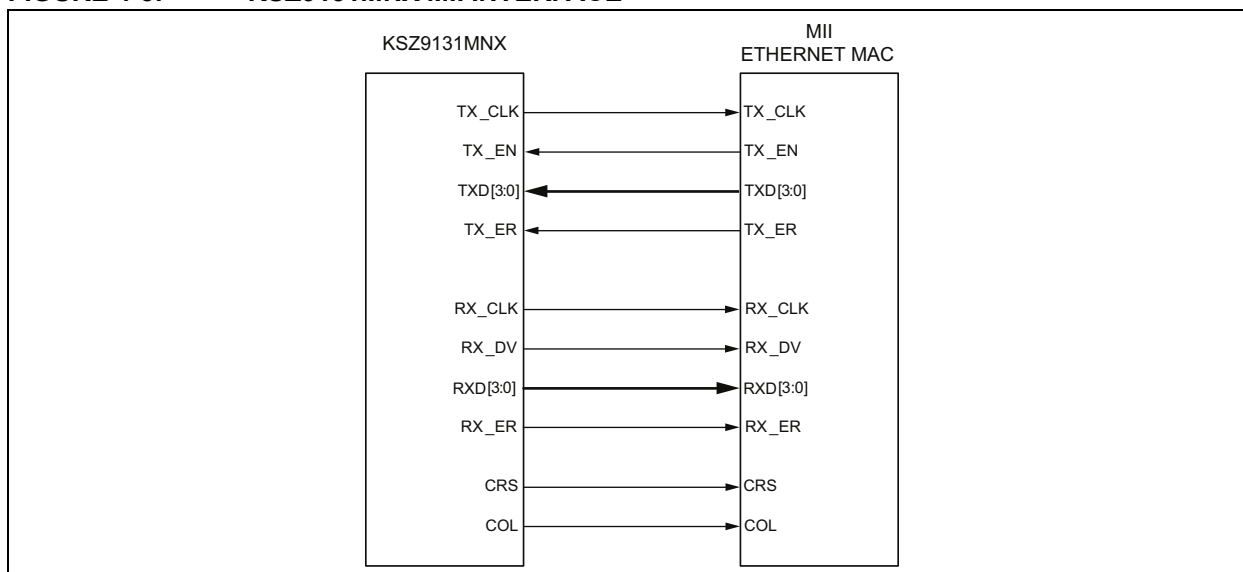 KSZ9131MNX
MII
ETHERNET MAC
TX_CLK TX_CLK
TX_EN TX_EN
TXD[3:0] TXD[3:0]
TX_ER TX_ER
RX_CLK RX_CLK
RX_DV RX_DV
RXD[3:0] RXD[3:0]
RX_ER RX_ER
CRS CRS
COL COL